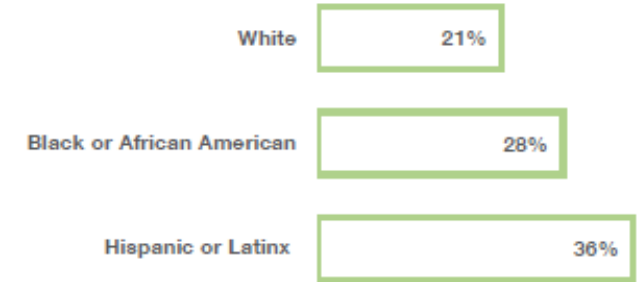 White 21%
Black or African American 28%
Hispanic or Latinx 36%